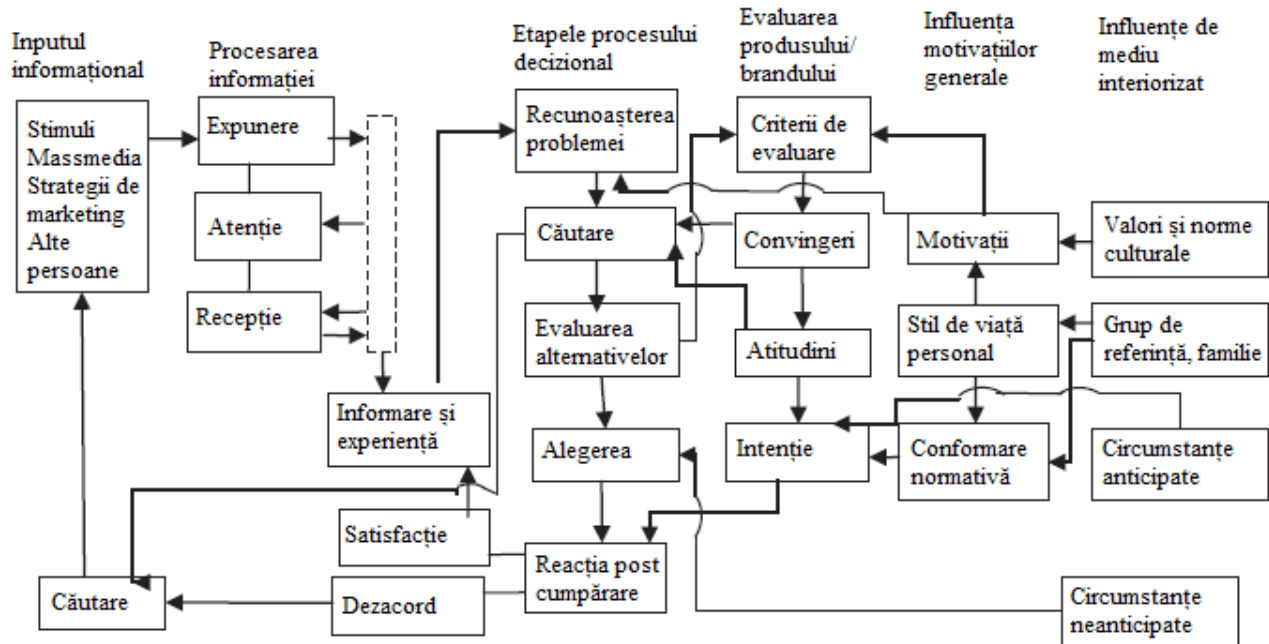 Inputul
informațional
Procesarea
informației
Etapele procesului
decizional
Evaluarea
produsului/
brandului
Influența
motivațiilor
generale
Influențe de
mediu
interiorizat
Stimuli
Massmedia
Strategii de
marketing
Alte
persoane
Expunere
Atenție
Recepție
Informare și
experiență
Satisfacție
Căutare
Dezacord
Recunoașterea
problemei
Căutare
Evaluarea
alternativelor
Alegerea
Reacția post
cumpărare
Criterii de
evaluare
Convingeri
Atitudini
Intenție
Motivații
Stil de viață
personal
Conformare
normativă
Valori și norme
culturale
Grup de
referință, familie
Circumstanțe
anticipate
Circumstanțe
neanticipate